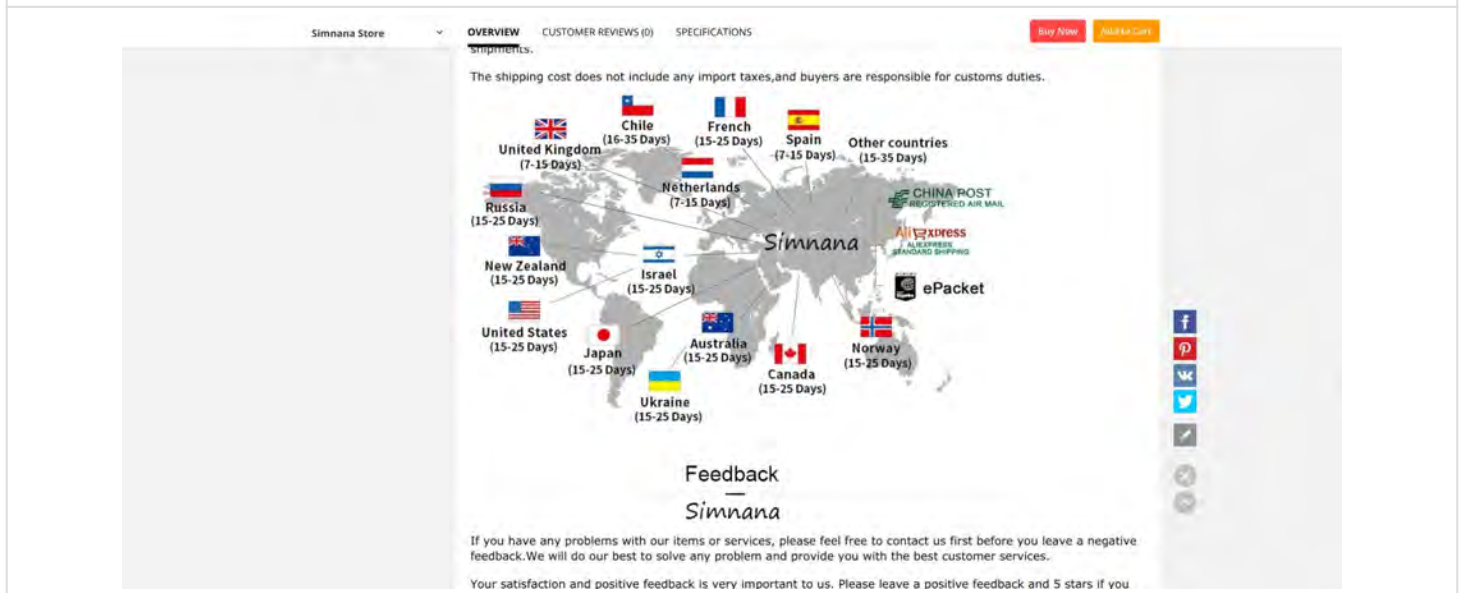 Simnana Store
OVERVIEW
CUSTOMER REVIEWS (0)
SPECIFICATIONS
Buy Now
Add to Cart
shipments.
The shipping cost does not include any import taxes,and buyers are responsible for customs duties.
Chile
(16-35 Days)
French
(15-25 Days)
Spain
(7-15 Days)
Other countries
(15-35 Days)
United Kingdom
(7-15 Days)
Netherlands
(7-15 Days)
Russia
(15-25 Days)
CHINA POST
REGISTERED AIR MAIL
Simnana
AliExpress
ALIEXPRESS
STANDARD SHIPPING
New Zealand
(15-25 Days)
Israel
(15-25 Days)
ePacket
United States
(15-25 Days)
Japan
(15-25 Days)
Australia
(15-25 Days)
Norway
(15-25 Days)
Canada
(15-25 Days)
Ukraine
(15-25 Days)
Feedback
Simnana
If you have any problems with our items or services, please feel free to contact us first before you leave a negative
feedback.We will do our best to solve any problem and provide you with the best customer services.
Your satisfaction and positive feedback is very important to us. Please leave a positive feedback and 5 stars if you